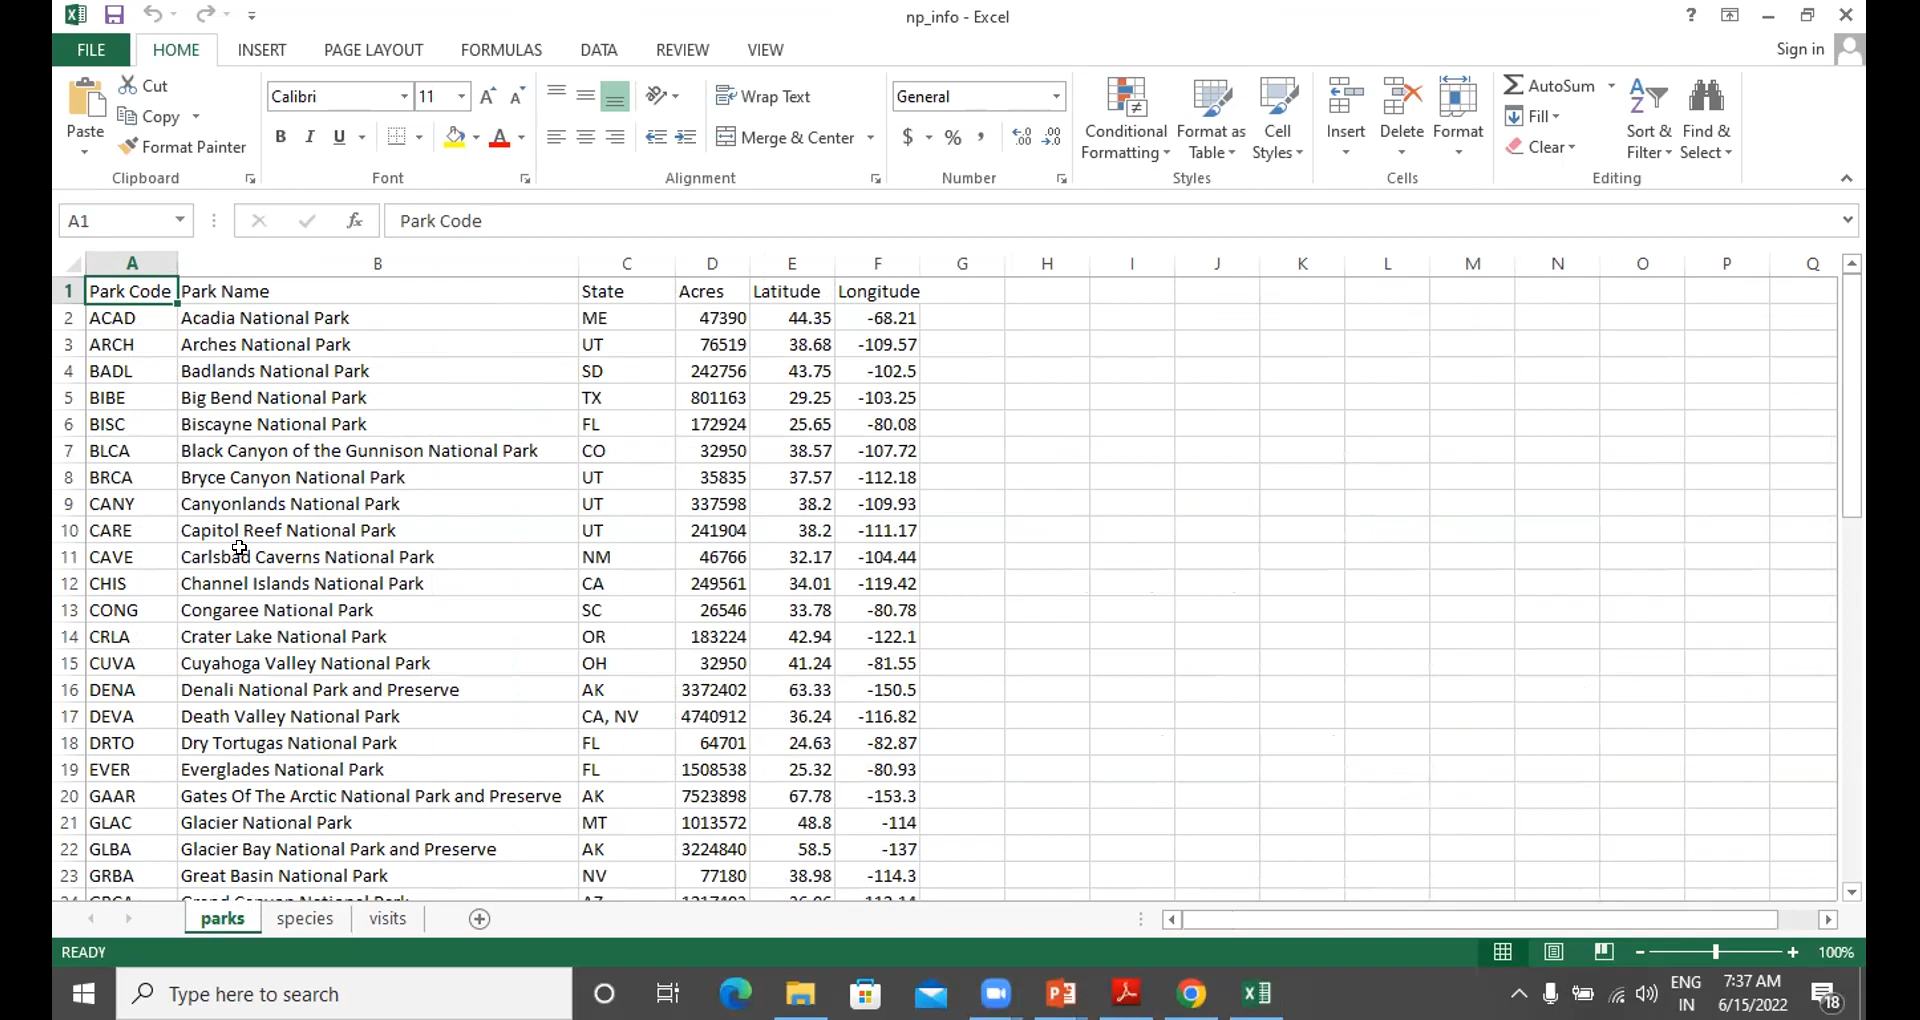 np_info - Excel
?
FILE HOME INSERT PAGE LAYOUT FORMULAS DATA REVIEW VIEW Sign in
Paste Cut Copy Format Painter
Clipboard
Calibri 11
B I U A
Font
Wrap Text
Merge & Center
Alignment
General
$ % ,
Number
Conditional Formatting Format as Table Cell Styles
Styles
Insert Delete Format
Cells
AutoSum Fill Clear Sort & Filter Find & Select
Editing
A1 fx Park Code
A B C D E F G H I J K L M N O P Q
1 Park Code Park Name State Acres Latitude Longitude
2 ACAD Acadia National Park ME 47390 44.35 -68.21
3 ARCH Arches National Park UT 76519 38.68 -109.57
4 BADL Badlands National Park SD 242756 43.75 -102.5
5 BIBE Big Bend National Park TX 801163 29.25 -103.25
6 BISC Biscayne National Park FL 172924 25.65 -80.08
7 BLCA Black Canyon of the Gunnison National Park CO 32950 38.57 -107.72
8 BRCA Bryce Canyon National Park UT 35835 37.57 -112.18
9 CANY Canyonlands National Park UT 337598 38.2 -109.93
10 CARE Capitol Reef National Park UT 241904 38.2 -111.17
11 CAVE Carlsbad Caverns National Park NM 46766 32.17 -104.44
12 CHIS Channel Islands National Park CA 249561 34.01 -119.42
13 CONG Congaree National Park SC 26546 33.78 -80.78
14 CRLA Crater Lake National Park OR 183224 42.94 -122.1
15 CUVA Cuyahoga Valley National Park OH 32950 41.24 -81.55
16 DENA Denali National Park and Preserve AK 3372402 63.33 -150.5
17 DEVA Death Valley National Park CA, NV 4740912 36.24 -116.82
18 DRTO Dry Tortugas National Park FL 64701 24.63 -82.87
19 EVER Everglades National Park FL 1508538 25.32 -80.93
20 GAAR Gates Of The Arctic National Park and Preserve AK 7523898 67.78 -153.3
21 GLAC Glacier National Park MT 1013572 48.8 -114
22 GLBA Glacier Bay National Park and Preserve AK 3224840 58.5 -137
23 GRBA Great Basin National Park NV 77180 38.98 -114.3
parks species visits
READY 100%
Type here to search
ENG IN 7:37 AM 6/15/2022 18